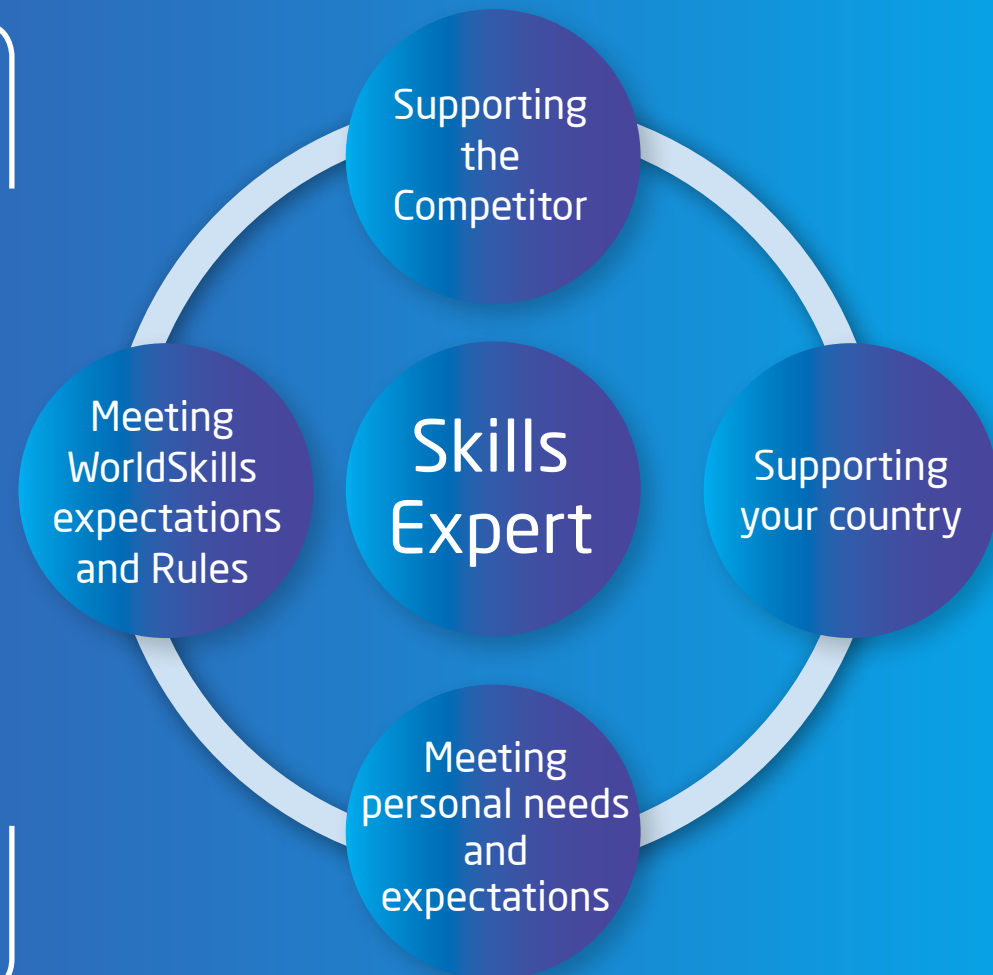 Supporting
the
Competitor
Meeting
WorldSkills
expectations
and Rules
Skills
Expert
Supporting
your country
Meeting
personal needs
and
expectations